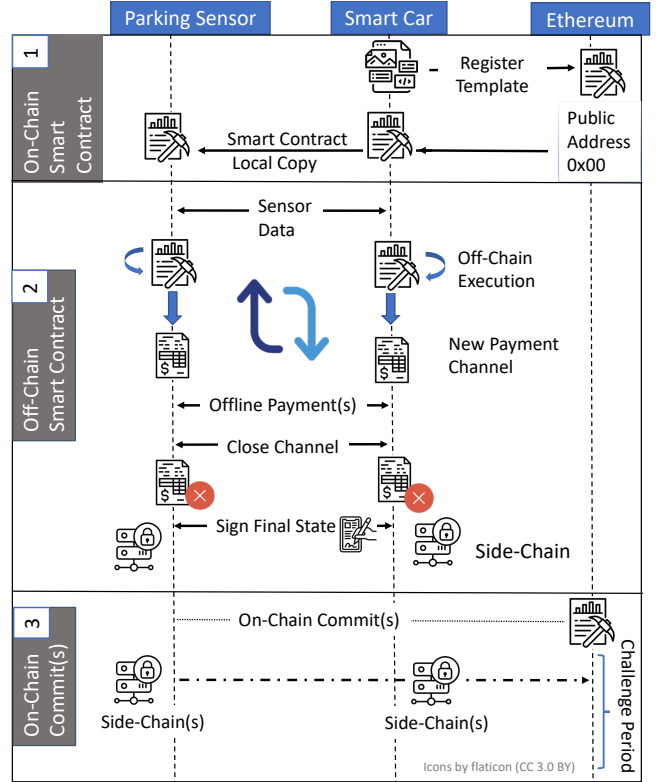 Parking Sensor
Smart Car
Ethereum
1
On-Chain
Smart
Contract
Register
Template
Smart Contract
Local Copy
Public
Address
0x00
2
Off-Chain
Smart Contract
Sensor
Data
Off-Chain
Execution
New Payment
Channel
$
$
Offline Payment(s)
Close Channel
$
$
Sign Final State
Side-Chain
3
On-Chain
Commit(s)
On-Chain Commit(s)
Challenge Period
Side-Chain(s)
Side-Chain(s)
Icons by flaticon (CC 3.0 BY)